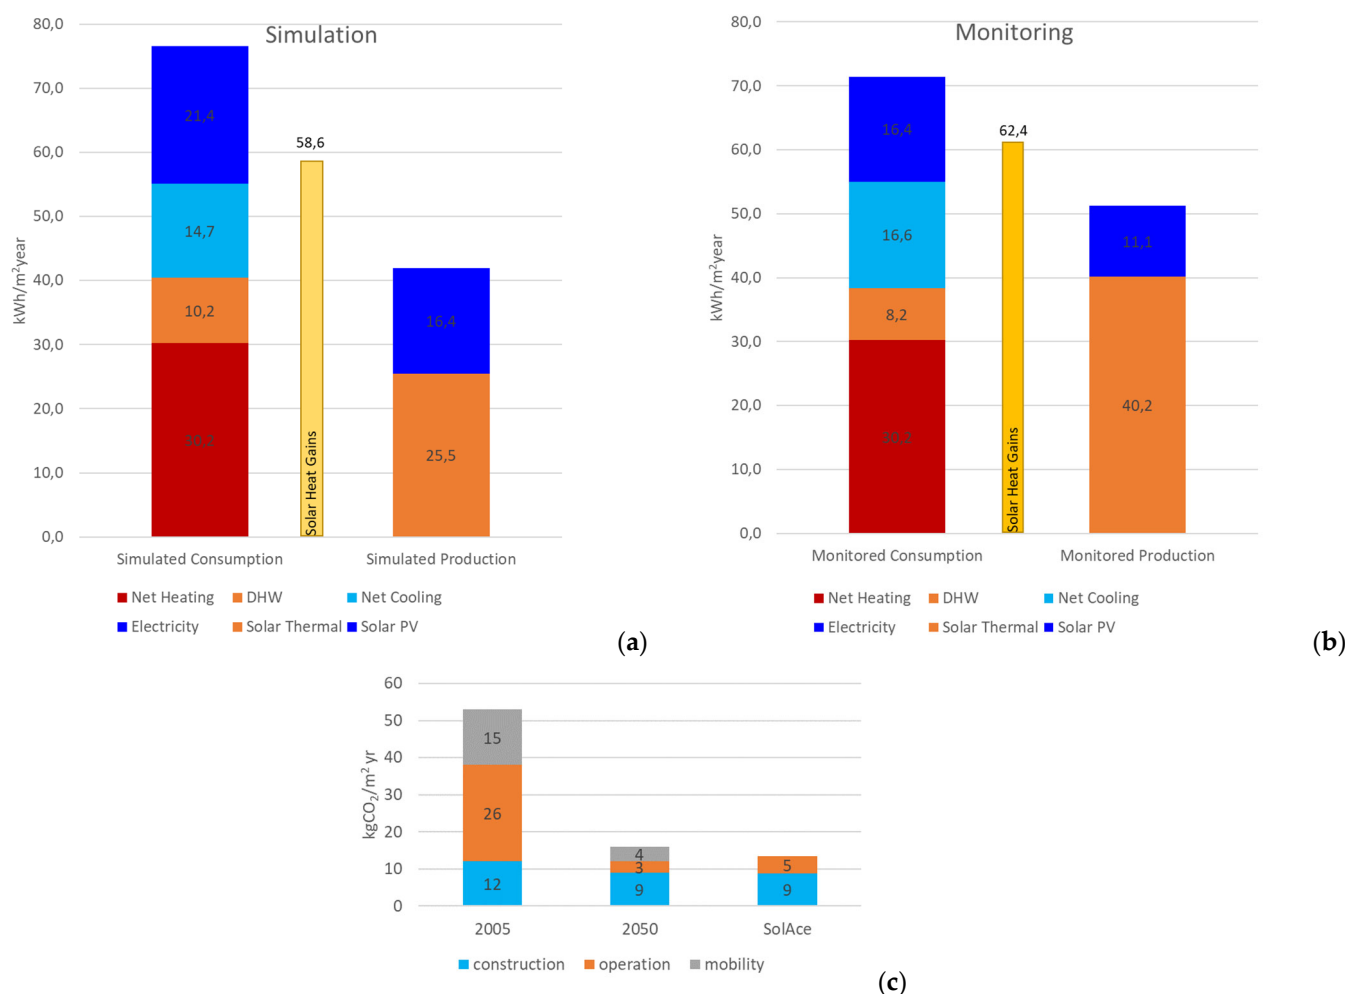 Simulation
80,0
70,0
60,0
50,0
40,0
30,0
20,0
10,0
0,0
kWh/m²year
21,4
14,7
10,2
30,2
58,6
Solar Heat Gains
16,4
25,5
Simulated Consumption
Simulated Production
Net Heating DHW Net Cooling
Electricity Solar Thermal Solar PV
(a)
Monitoring
80,0
70,0
60,0
50,0
40,0
30,0
20,0
10,0
0,0
kWh/m²year
16,4
16,6
8,2
30,2
62,4
Solar Heat Gains
11,1
40,2
Monitored Consumption
Monitored Production
Net Heating DHW Net Cooling
Electricity Solar Thermal Solar PV
(b)
60
50
40
30
20
10
0
kgCO₂/m² yr
15
26
12
4
3
9
5
9
2005
2050
SolAce
construction operation mobility
(c)